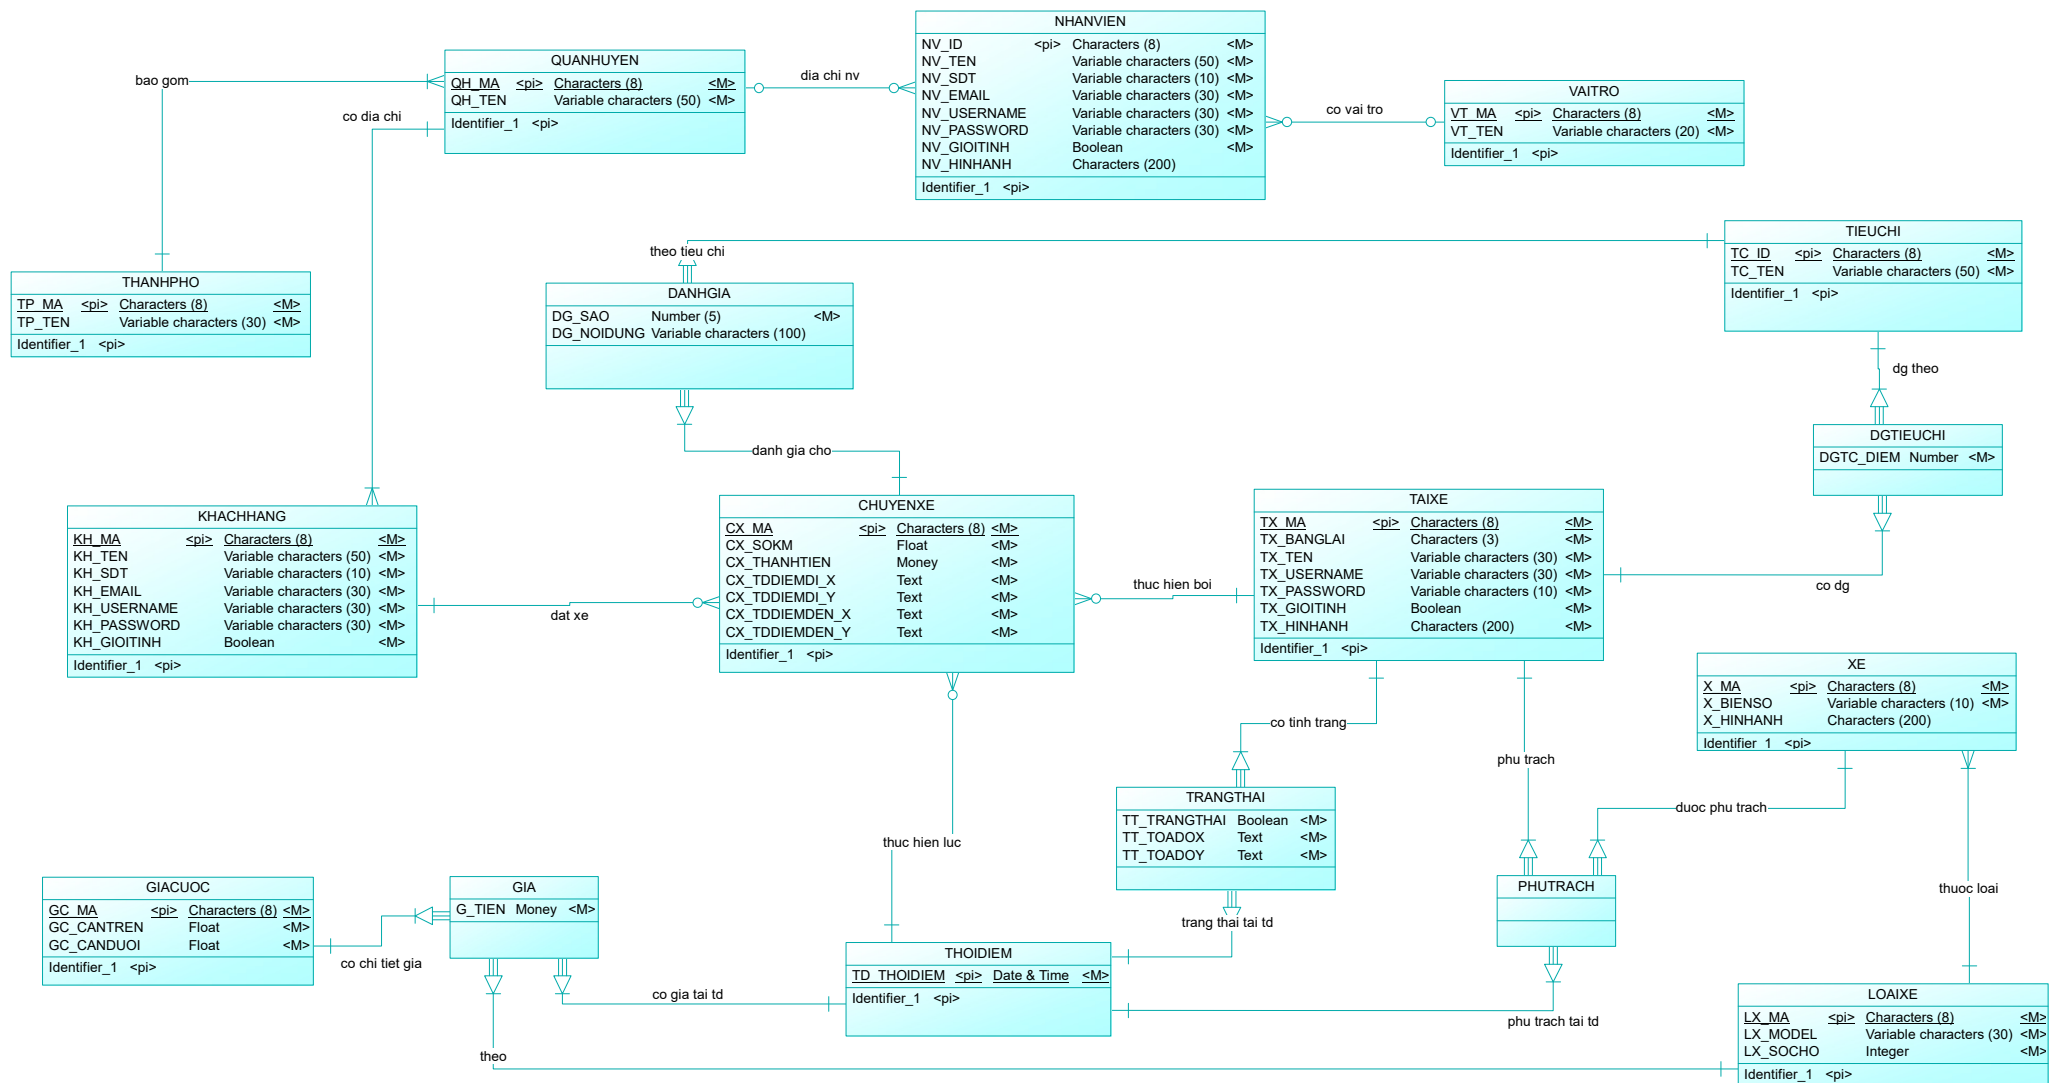 NHANVIEN
NV_ID <pi> Characters (8) <M>
NV_TEN Variable characters (50) <M>
NV_SDT Variable characters (10) <M>
NV_EMAIL Variable characters (30) <M>
NV_USERNAME Variable characters (30) <M>
NV_PASSWORD Variable characters (30) <M>
NV_GIOITINH Boolean <M>
NV_HINHANH Characters (200)
Identifier_1 <pi>
QUANHUYEN
QH_MA <pi> Characters (8) <M>
QH_TEN Variable characters (50) <M>
Identifier_1 <pi>
bao gom
co dia chi
dia chi nv
co vai tro
VAITRO
VT_MA <pi> Characters (8) <M>
VT_TEN Variable characters (20) <M>
Identifier_1 <pi>
THANHPHO
TP_MA <pi> Characters (8) <M>
TP_TEN Variable characters (30) <M>
Identifier_1 <pi>
theo tieu chi
DANHGIA
DG_SAO Number (5) <M>
DG_NOIDUNG Variable characters (100)
TIEUCHI
TC_ID <pi> Characters (8) <M>
TC_TEN Variable characters (50) <M>
Identifier_1 <pi>
dg theo
DGTIEUCHI
DGTC_DIEM Number <M>
danh gia cho
KHACHHANG
KH_MA <pi> Characters (8) <M>
KH_TEN Variable characters (50) <M>
KH_SDT Variable characters (10) <M>
KH_EMAIL Variable characters (30) <M>
KH_USERNAME Variable characters (30) <M>
KH_PASSWORD Variable characters (30) <M>
KH_GIOITINH Boolean <M>
Identifier_1 <pi>
dat xe
CHUYENXE
CX_MA <pi> Characters (8) <M>
CX_SOKM Float <M>
CX_THANHTIEN Money <M>
CX_TDDIEMDI_X Text <M>
CX_TDDIEMDI_Y Text <M>
CX_TDDIEMDEN_X Text <M>
CX_TDDIEMDEN_Y Text <M>
Identifier_1 <pi>
thuc hien boi
TAIXE
TX_MA <pi> Characters (8) <M>
TX_BANGLAI Characters (3) <M>
TX_TEN Variable characters (30) <M>
TX_USERNAME Variable characters (30) <M>
TX_PASSWORD Variable characters (10) <M>
TX_GIOITINH Boolean <M>
TX_HINHANH Characters (200) <M>
Identifier_1 <pi>
co dg
XE
X_MA <pi> Characters (8) <M>
X_BIENSO Variable characters (10) <M>
X_HINHANH Characters (200)
Identifier_1 <pi>
co tinh trang
phu trach
duoc phu trach
TRANGTHAI
TT_TRANGTHAI Boolean <M>
TT_TOADOX Text <M>
TT_TOADOY Text <M>
thuc hien luc
trang thai tai td
PHUTRACH
thuoc loai
GIACUOC
GC_MA <pi> Characters (8) <M>
GC_CANTREN Float <M>
GC_CANDUOI Float <M>
Identifier_1 <pi>
co chi tiet gia
GIA
G_TIEN Money <M>
co gia tai td
THOIDIEM
TD_THOIDIEM <pi> Date & Time <M>
Identifier_1 <pi>
phu trach tai td
theo
LOAIXE
LX_MA <pi> Characters (8) <M>
LX_MODEL Variable characters (30) <M>
LX_SOCHO Integer <M>
Identifier_1 <pi>